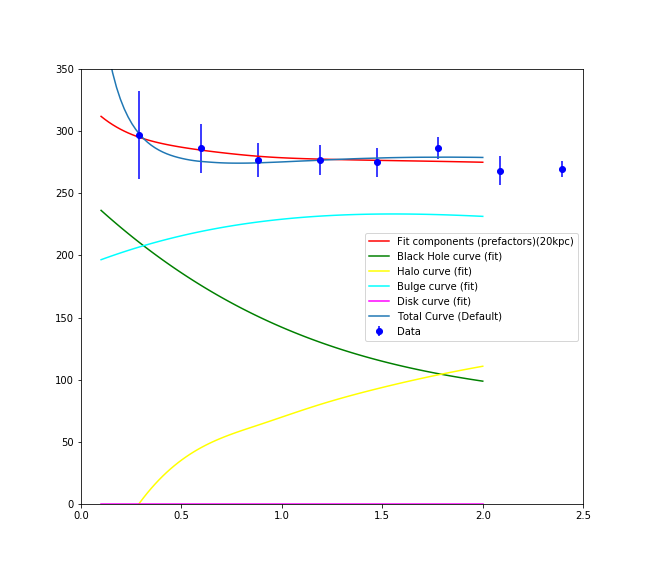 350
300
250
200
150
100
50
0
0.0 0.5 1.0 1.5 2.0 2.5
Fit components (prefactors)(20kpc)
Black Hole curve (fit)
Halo curve (fit)
Bulge curve (fit)
Disk curve (fit)
Total Curve (Default)
Data